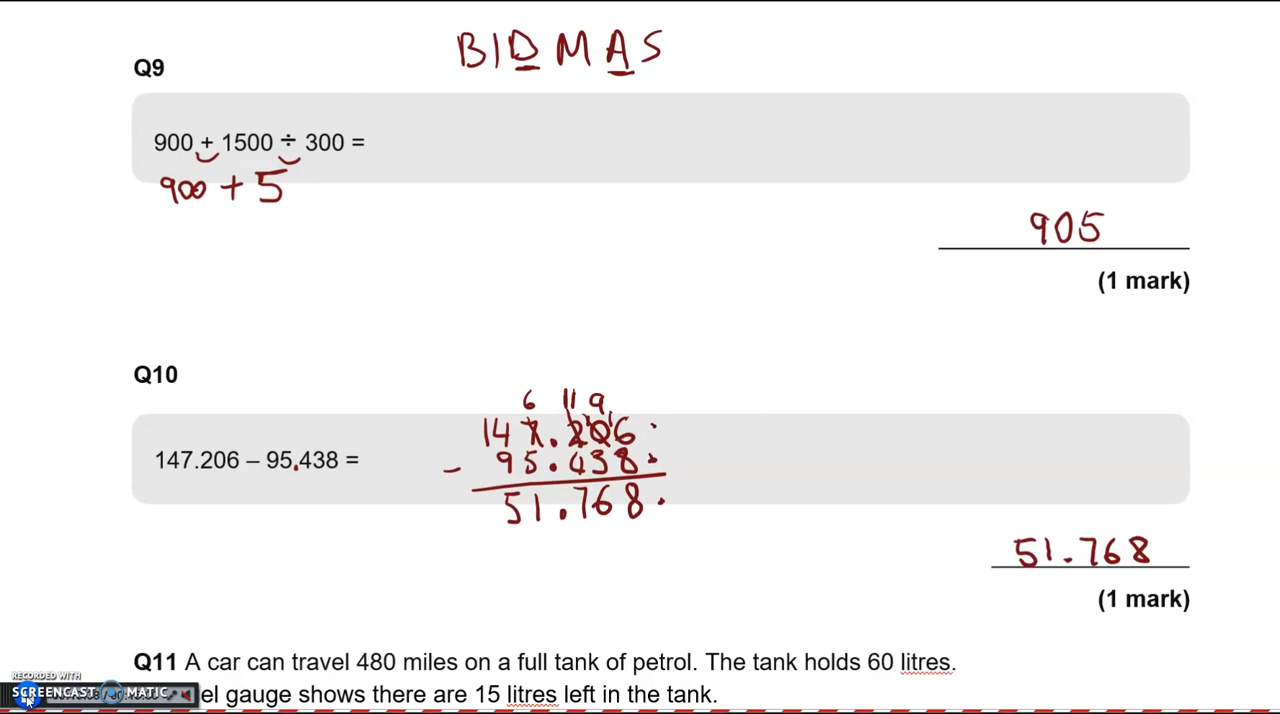 BIDMAS
Q9
900 + 1500 ÷ 300 =
900 + 5
905
(1 mark)
Q10
6 11 9
147.206
147.206 – 95.438 =
- 95.438
51.768
51.768
(1 mark)
Q11 A car can travel 480 miles on a full tank of petrol. The tank holds 60 litres.
RECORDED WITH
SCREENCAST MATIC
el gauge shows there are 15 litres left in the tank.